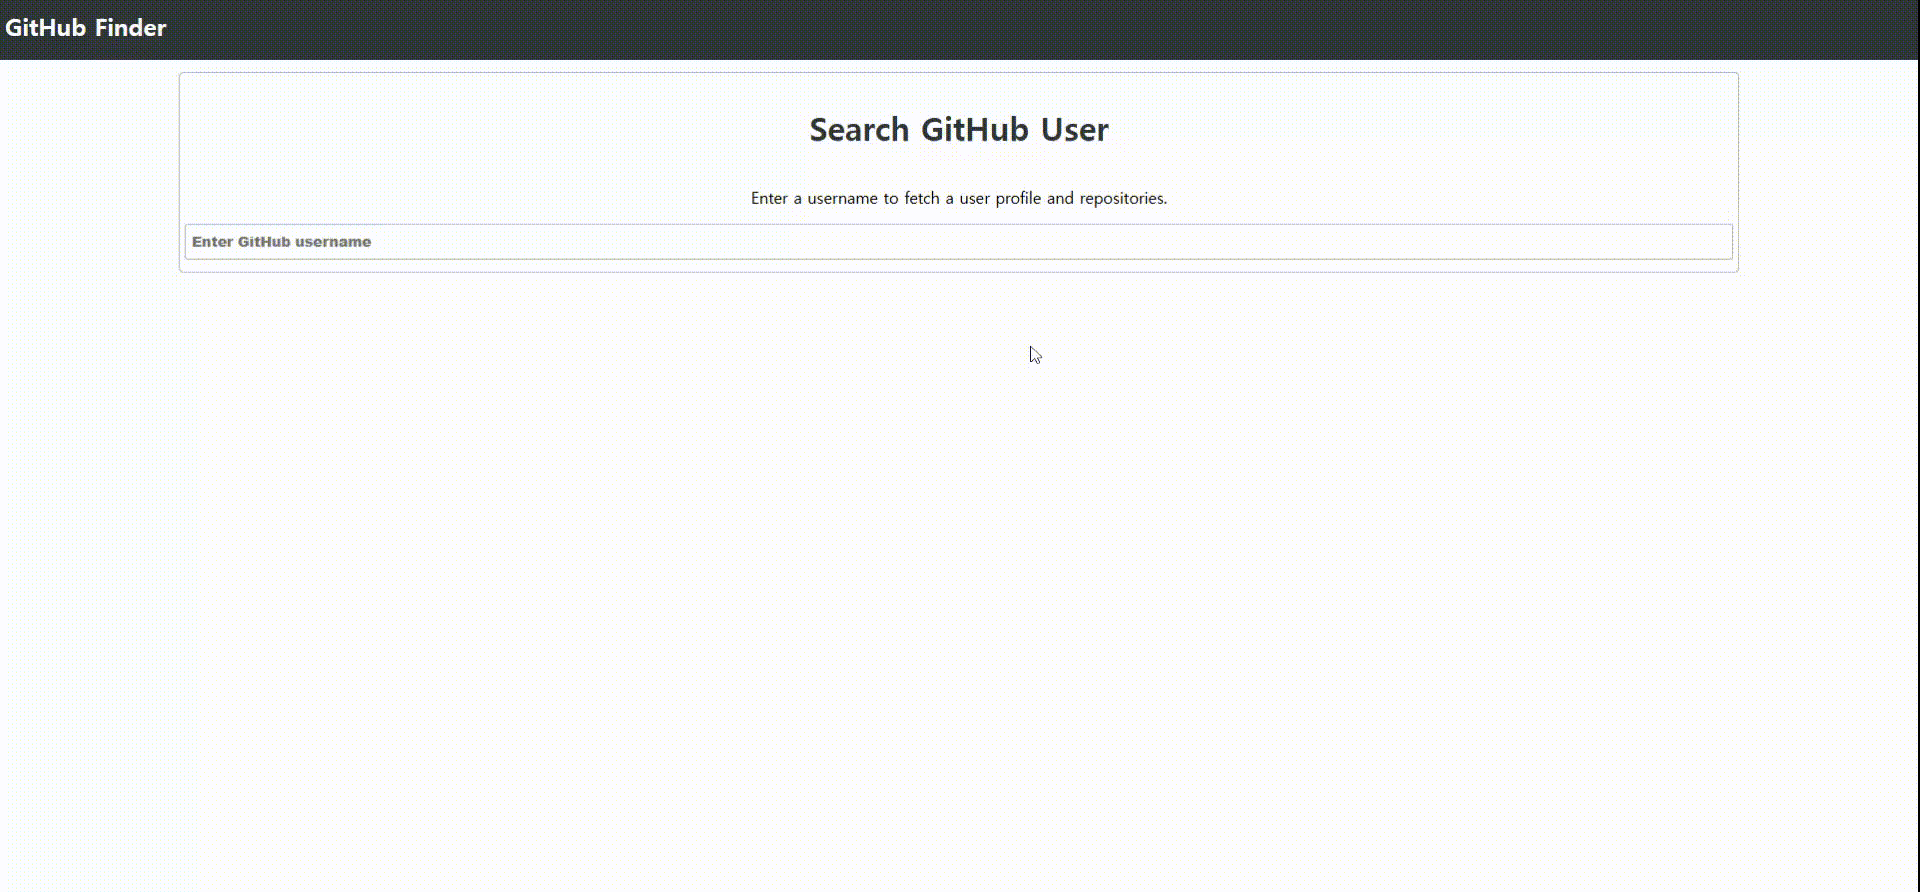 GitHub Finder
Search GitHub User
Enter a username to fetch a user profile and repositories.
Enter GitHub username